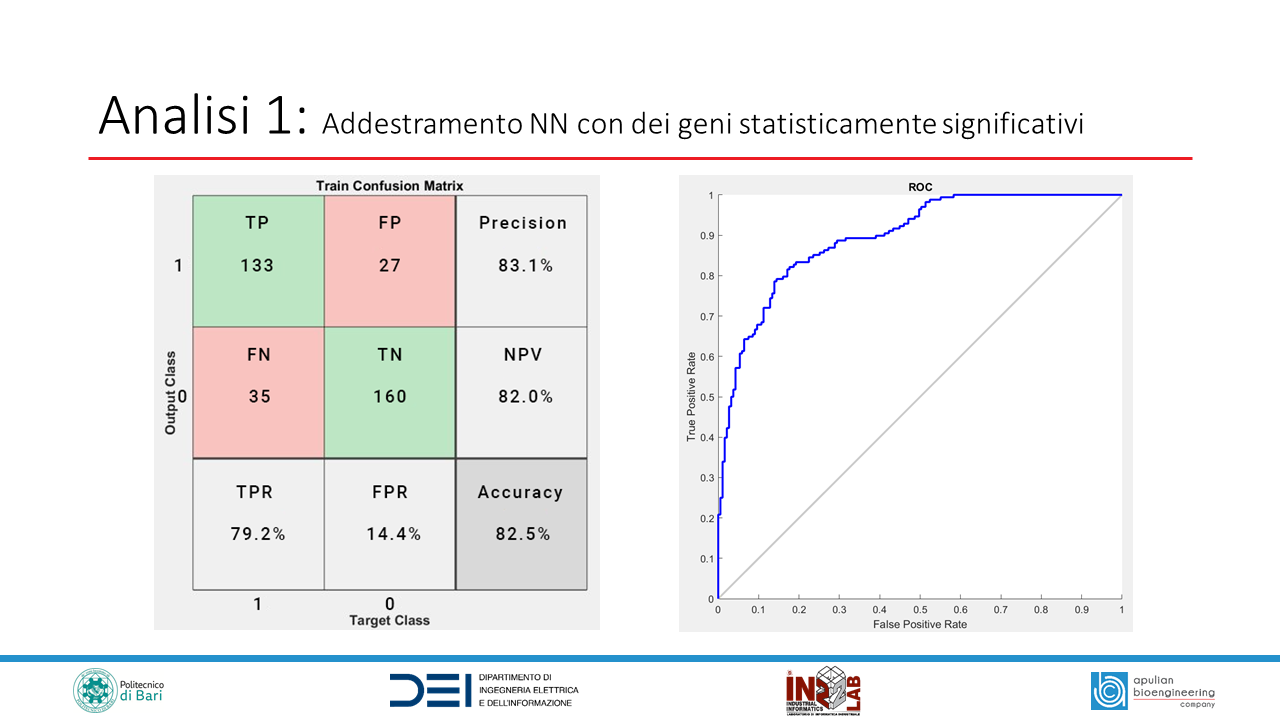 Analisi 1: Addestramento NN con dei geni statisticamente significativi
Train Confusion Matrix
TP
FP
Precision
1
133
27
83.1%
FN
TN
NPV
Output Class
0
35
160
82.0%
TPR
FPR
Accuracy
79.2%
14.4%
82.5%
1
0
Target Class
ROC
1
0.9
0.8
0.7
0.6
0.5
0.4
0.3
0.2
0.1
0
True Positive Rate
0 0.1 0.2 0.3 0.4 0.5 0.6 0.7 0.8 0.9 1
False Positive Rate
Politecnico
di Bari
DEI
DIPARTIMENTO DI
INGEGNERIA ELETTRICA
E DELL'INFORMAZIONE
INDUSTRIAL
INFORMATICS
LAB
LABORATORIO DI INFORMATICA INDUSTRIALE
apulian
bioengineering
company